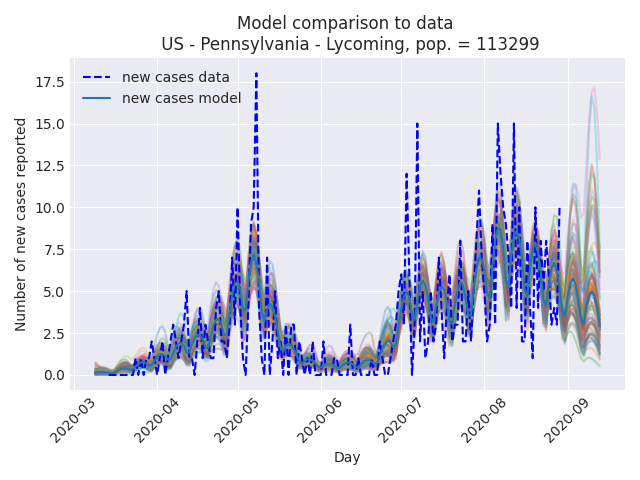 Model comparison to data
US - Pennsylvania - Lycoming, pop. = 113299
new cases data
new cases model
Number of new cases reported
17.5
15.0
12.5
10.0
7.5
5.0
2.5
0.0
2020-03
2020-04
2020-05
2020-06
2020-07
2020-08
2020-09
Day